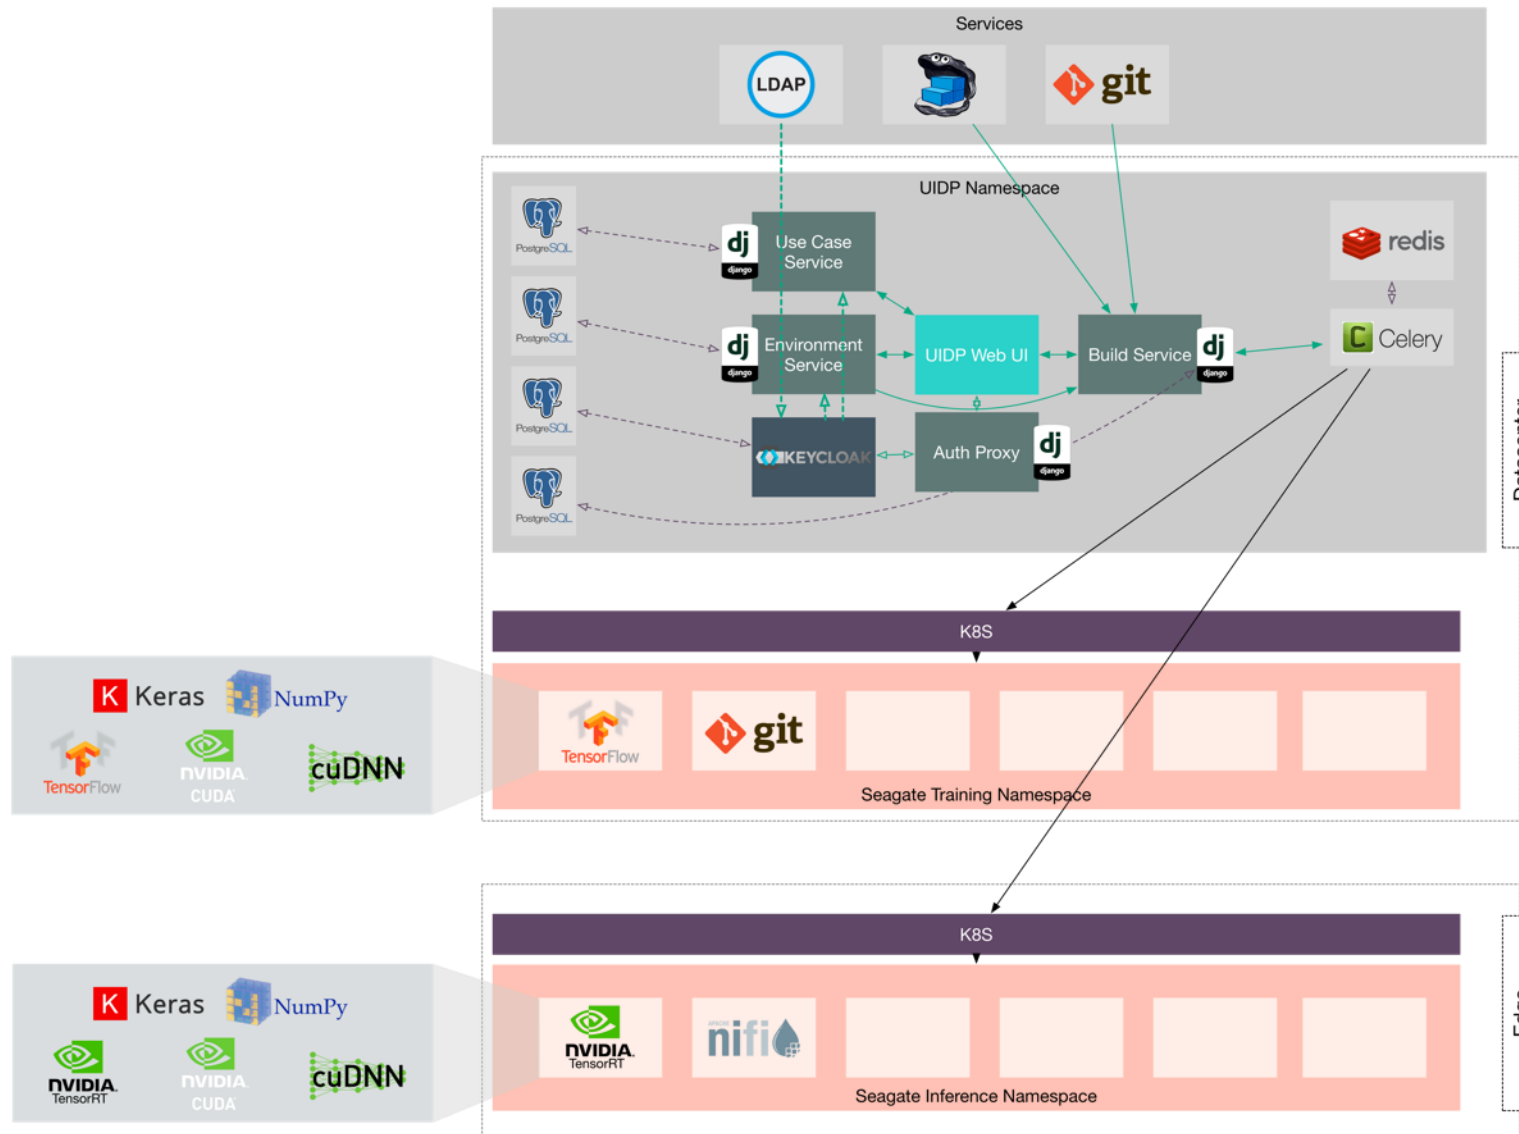 Services
LDAP
git
UIDP Namespace
PostgreSQL
dj
django
Use Case
Service
redis
PostgreSQL
dj
django
Environment
Service
UIDP Web UI
Build Service
dj
django
C Celery
PostgreSQL
KEYCLOAK
Auth Proxy
dj
django
PostgreSQL
K8S
K Keras
NumPy
TensorFlow
NVIDIA.
CUDA
cuDNN
TensorFlow
git
Seagate Training Namespace
K8S
K Keras
NumPy
NVIDIA.
TensorRT
NVIDIA.
CUDA
cuDNN
NVIDIA.
TensorRT
APACHE
nifi
Seagate Inference Namespace